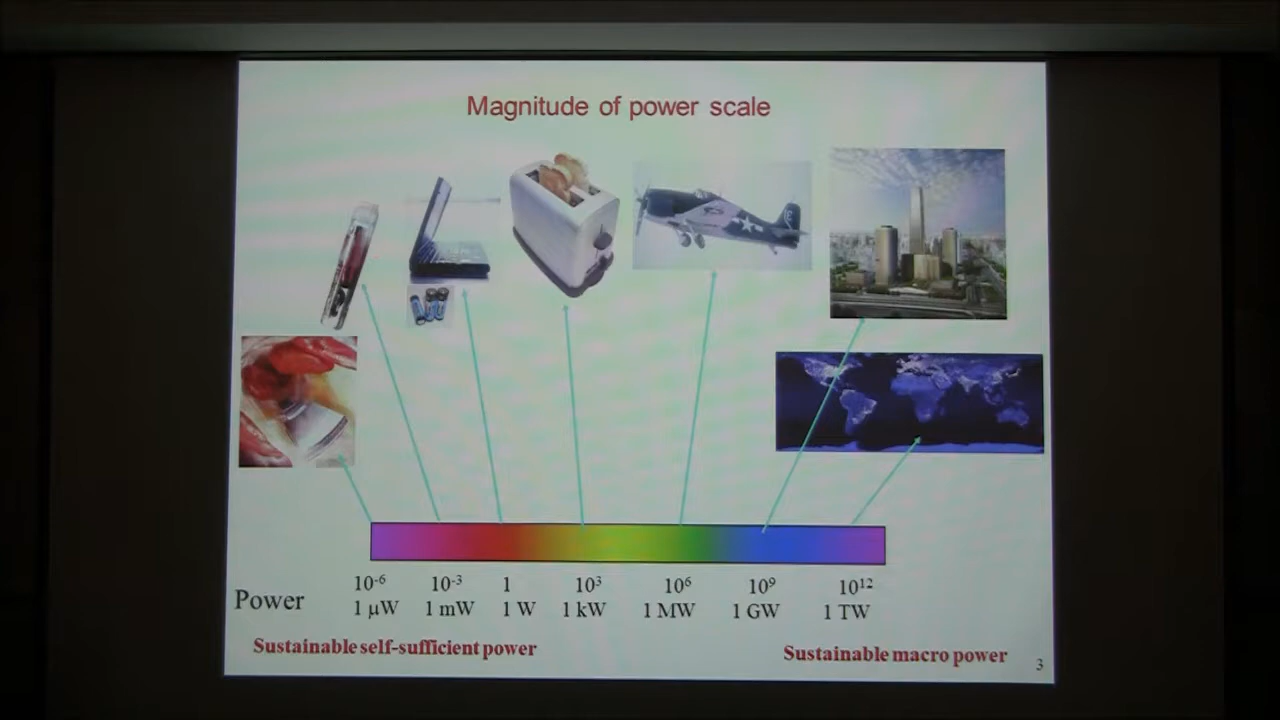 Magnitude of power scale
10-6 10-3 1 10³ 10⁶ 10⁹ 10¹²
Power 1 µW 1 mW 1 W 1 kW 1 MW 1 GW 1 TW
Sustainable self-sufficient power
Sustainable macro power
3